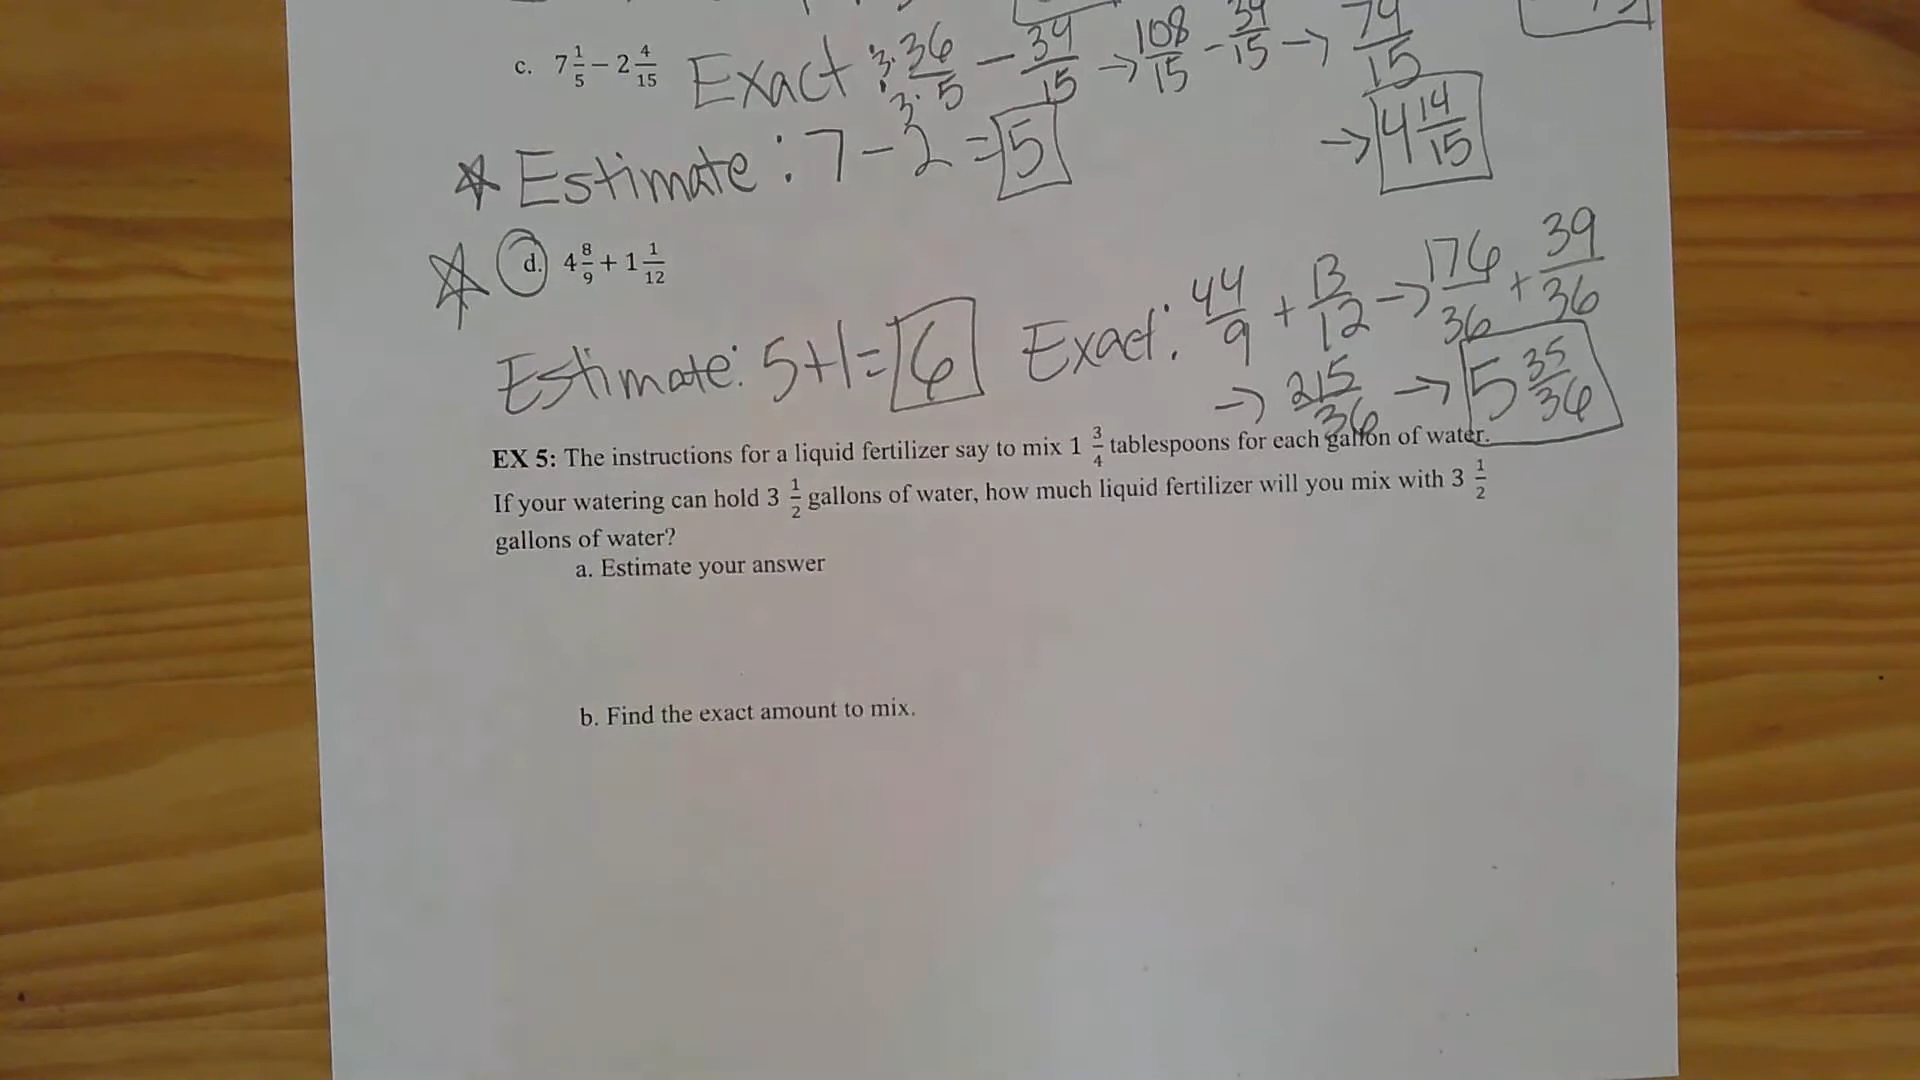 c. 7 1/5 − 2 4/15 Exact : 3·36/3·5 − 34/15 → 108/15 − 34/15 → 74/15
→ 4 14/15
☆ Estimate : 7 − 2 = 5
☆ d. 4 8/9 + 1 1/12
Estimate: 5+1= 6 Exact: 44/9 + 13/12 → 176/36 + 39/36
→ 215/36 → 5 35/36
EX 5: The instructions for a liquid fertilizer say to mix 1 3/4 tablespoons for each gallon of water.
If your watering can hold 3 1/2 gallons of water, how much liquid fertilizer will you mix with 3 1/2
gallons of water?
a. Estimate your answer
b. Find the exact amount to mix.